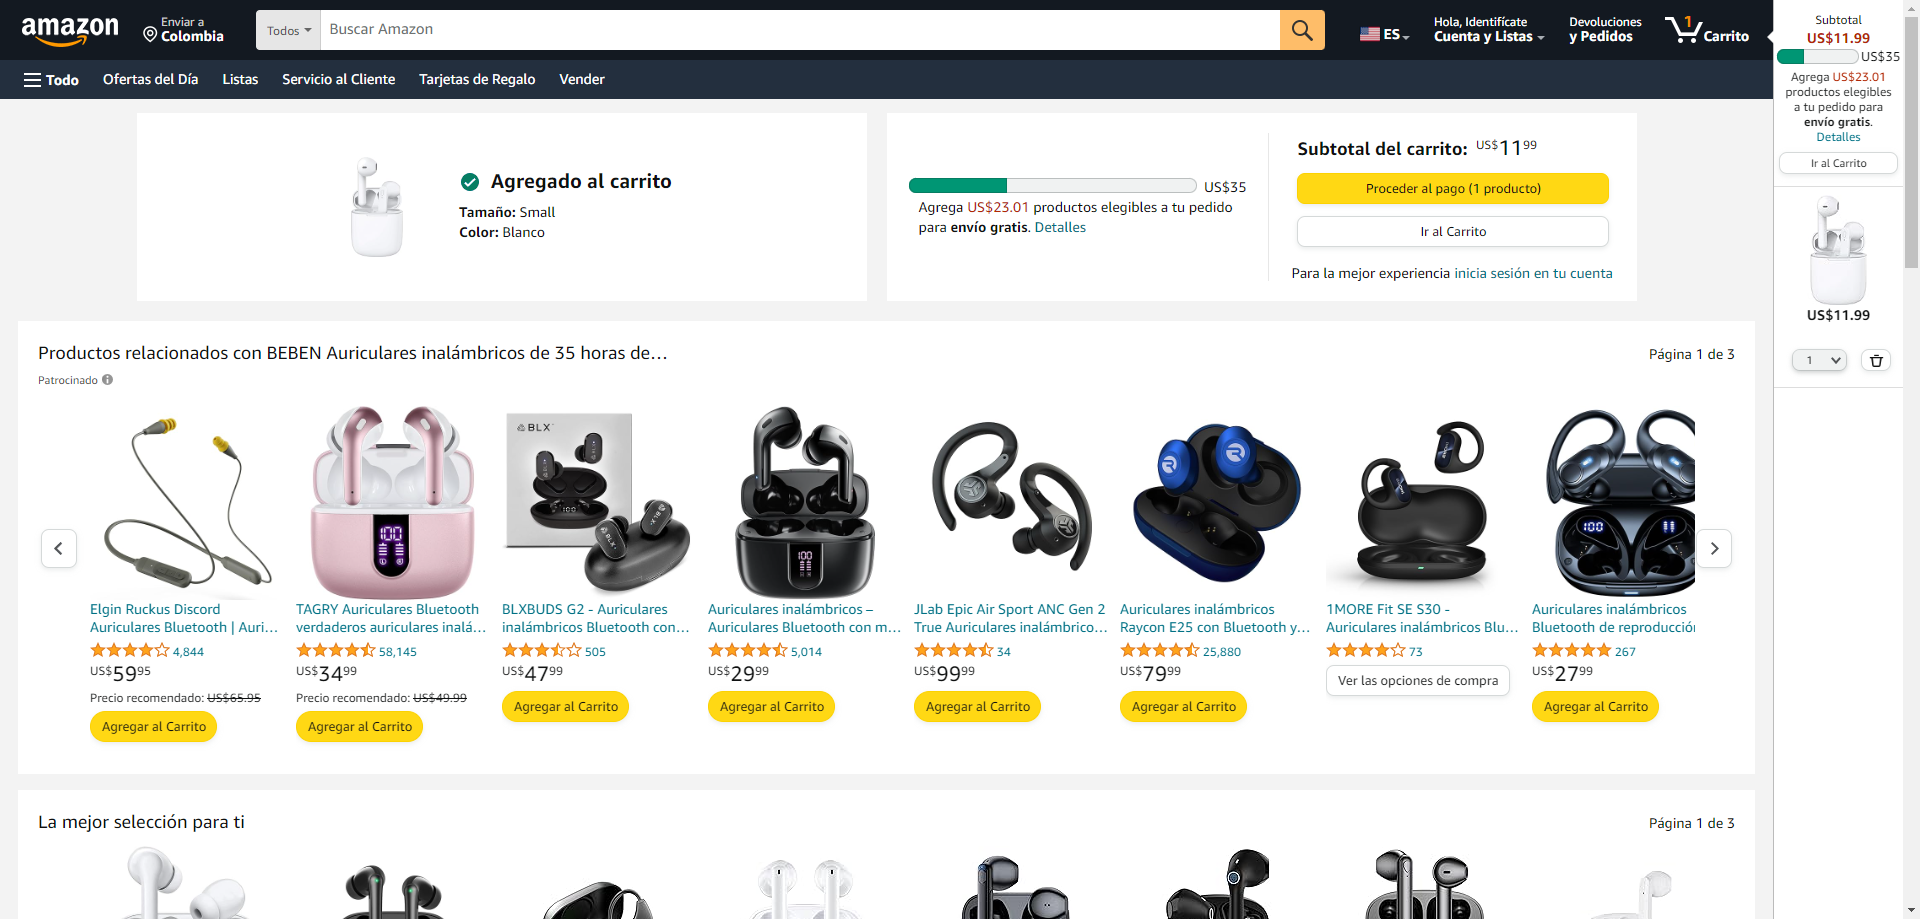 amazon
Enviar a
Colombia
Todos
Buscar Amazon
ES
Hola, Identifícate
Cuenta y Listas
Devoluciones
y Pedidos
1
Carrito
Todo
Ofertas del Día
Listas
Servicio al Cliente
Tarjetas de Regalo
Vender
Subtotal
US$11.99
US$35
Agrega US$23.01
productos elegibles
a tu pedido para
envío gratis.
Detalles
Ir al Carrito
US$11.99
1
Agregado al carrito
Tamaño: Small
Color: Blanco
US$35
Agrega US$23.01 productos elegibles a tu pedido
para envío gratis. Detalles
Subtotal del carrito: US$11 99
Proceder al pago (1 producto)
Ir al Carrito
Para la mejor experiencia inicia sesión en tu cuenta
Productos relacionados con BEBEN Auriculares inalámbricos de 35 horas de…
Página 1 de 3
Patrocinado
Elgin Ruckus Discord
Auriculares Bluetooth | Auri…
4,844
US$59 95
Precio recomendado: US$65.95
Agregar al Carrito
100
TAGRY Auriculares Bluetooth
verdaderos auriculares inalá…
58,145
US$34 99
Precio recomendado: US$49.99
Agregar al Carrito
BLX
100
BLX
BLX
BLXBUDS G2 - Auriculares
inalámbricos Bluetooth con…
505
US$47 99
Agregar al Carrito
100
Auriculares inalámbricos –
Auriculares Bluetooth con m…
5,014
US$29 99
Agregar al Carrito
JLab Epic Air Sport ANC Gen 2
True Auriculares inalámbrico…
34
US$99 99
Agregar al Carrito
Auriculares inalámbricos
Raycon E25 con Bluetooth y…
25,880
US$79 99
Agregar al Carrito
1MORE Fit SE S30 -
Auriculares inalámbricos Blu…
73
Ver las opciones de compra
100
Auriculares inalámbricos
Bluetooth de reproducción
267
US$27 99
Agregar al Carrito
La mejor selección para ti
Página 1 de 3